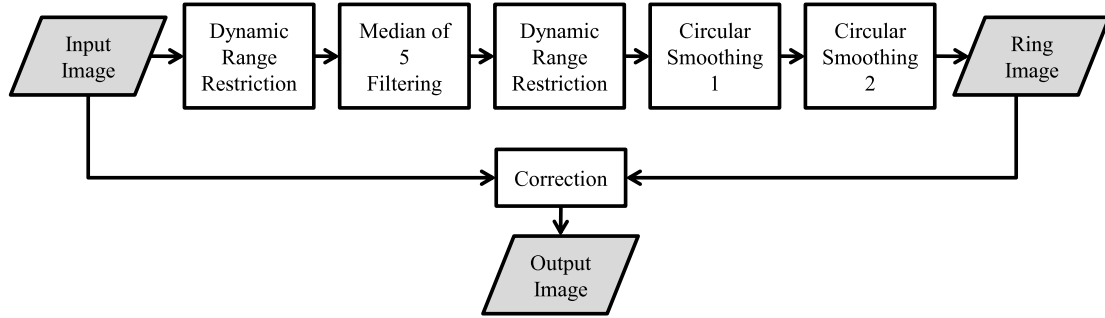 Input
Image
Dynamic
Range
Restriction
Median of
5
Filtering
Dynamic
Range
Restriction
Circular
Smoothing
1
Circular
Smoothing
2
Ring
Image
Correction
Output
Image